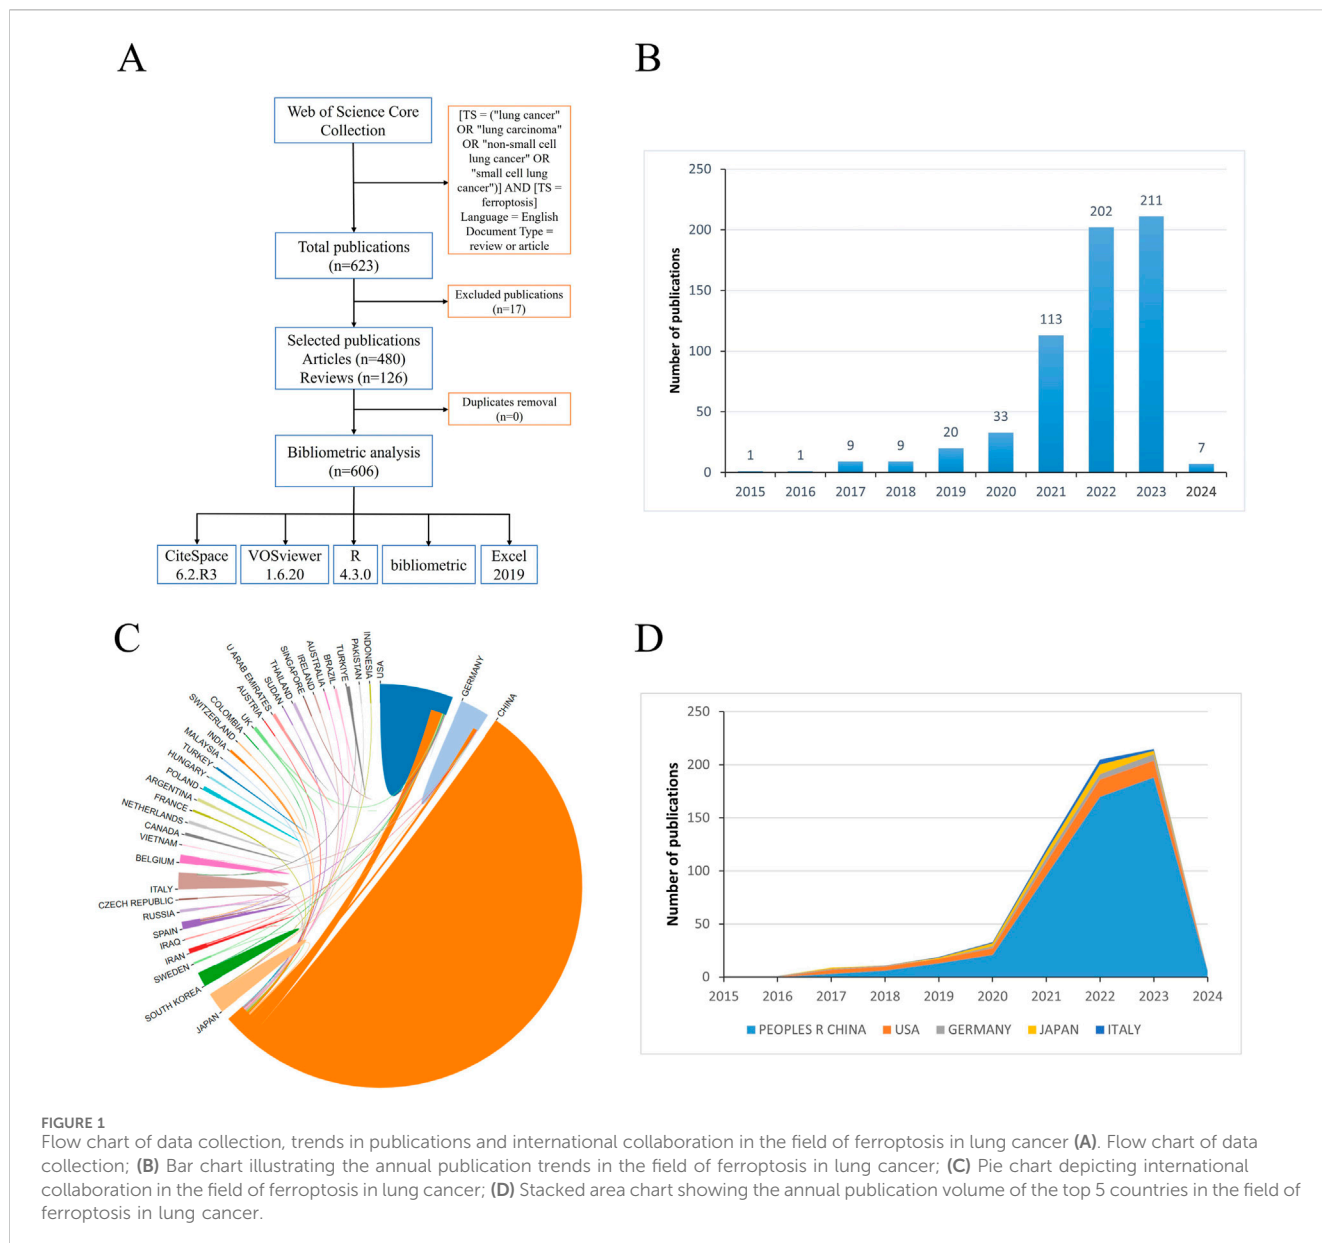 A
Web of Science Core
Collection
[TS = ("lung cancer"
OR "lung carcinoma"
OR "non-small cell
lung cancer" OR
"small cell lung
cancer")] AND [TS =
ferroptosis]
Language = English
Document Type =
review or article
Total publications
(n=623)
Excluded publications
(n=17)
Selected publications
Articles (n=480)
Reviews (n=126)
Duplicates removal
(n=0)
Bibliometric analysis
(n=606)
CiteSpace
6.2.R3
VOSviewer
1.6.20
R
4.3.0
bibliometric
Excel
2019
B
Number of publications
250
200
150
100
50
0
1
1
9
9
20
33
113
202
211
7
2015
2016
2017
2018
2019
2020
2021
2022
2023
2024
C
USA
GERMANY
CHINA
JAPAN
SOUTH KOREA
SWEDEN
IRAN
IRAQ
SPAIN
RUSSIA
CZECH REPUBLIC
ITALY
BELGIUM
VIETNAM
CANADA
NETHERLANDS
FRANCE
ARGENTINA
POLAND
HUNGARY
TURKEY
MALAYSIA
INDIA
SWITZERLAND
COLOMBIA
UK
AUSTRIA
U ARAB EMIRATES
SUDAN
THAILAND
SINGAPORE
IRELAND
AUSTRALIA
BRAZIL
TURKIYE
PAKISTAN
INDONESIA
D
Number of publications
250
200
150
100
50
0
2015
2016
2017
2018
2019
2020
2021
2022
2023
2024
PEOPLES R CHINA
USA
GERMANY
JAPAN
ITALY
FIGURE 1
Flow chart of data collection, trends in publications and international collaboration in the field of ferroptosis in lung cancer (A). Flow chart of data
collection; (B) Bar chart illustrating the annual publication trends in the field of ferroptosis in lung cancer; (C) Pie chart depicting international
collaboration in the field of ferroptosis in lung cancer; (D) Stacked area chart showing the annual publication volume of the top 5 countries in the field of
ferroptosis in lung cancer.